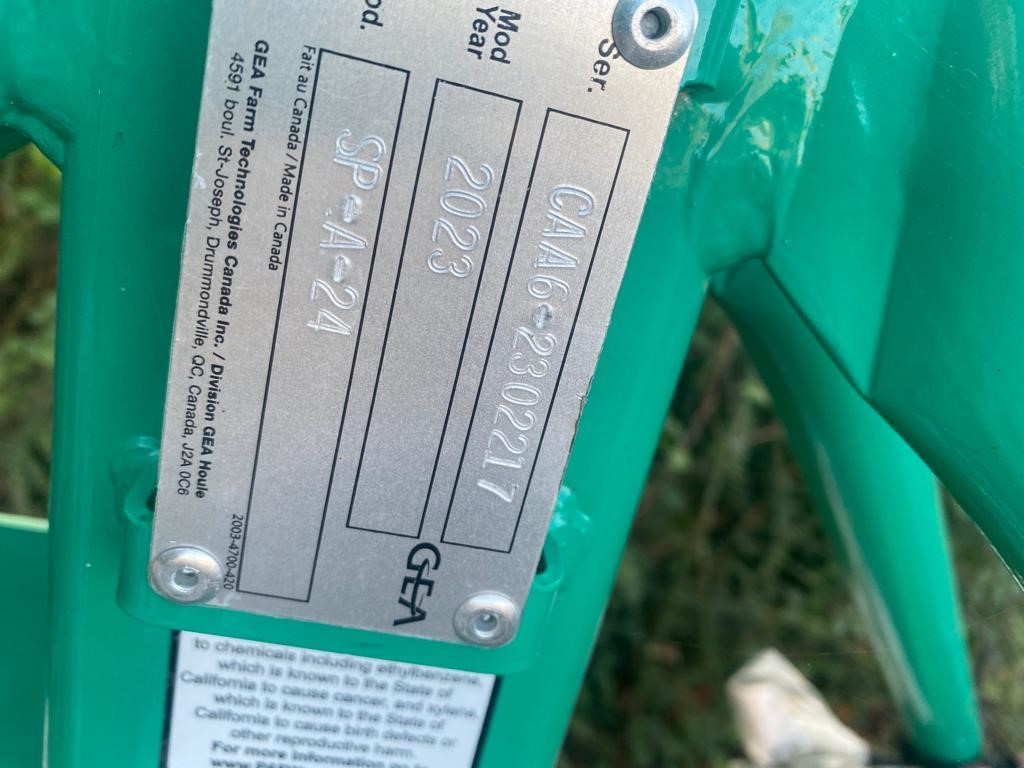 Ser.
CAA6-230217
Mod
Year
2023
od.
SP-A-24
GEA
Fait au Canada / Made in Canada
GEA Farm Technologies Canada Inc. / Division GEA Houle
4591 boul. St-Joseph, Drummondville, QC, Canada, J2A 0C6
2003-4700-420
to chemicals including ethylbenzene,
which is known to the State of
California to cause cancer, and xylene,
which is known to the State of
California to cause birth defects or
other reproductive harm.
For more information go to